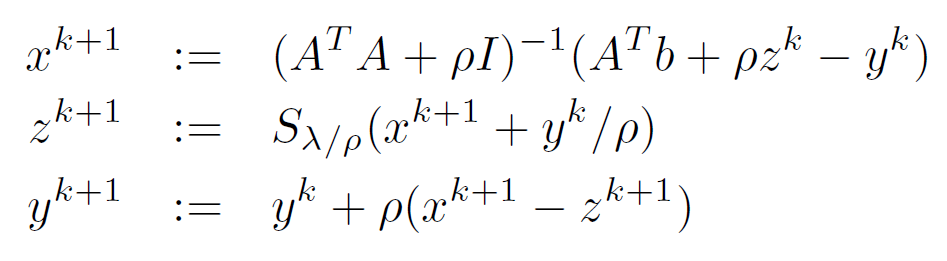 x^{k+1} := (A^T A + ρI)^{-1}(A^T b + ρz^k − y^k)
z^{k+1} := S_{λ/ρ}(x^{k+1} + y^k/ρ)
y^{k+1} := y^k + ρ(x^{k+1} − z^{k+1})